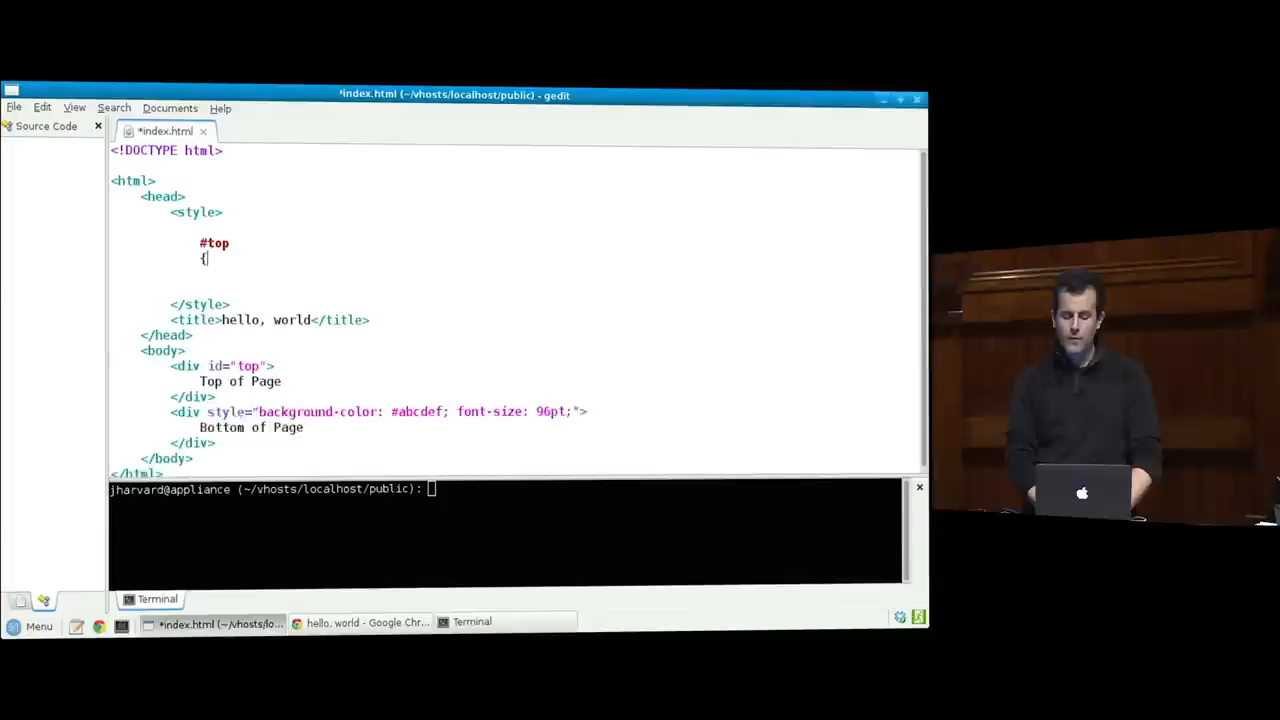 *index.html (~/vhosts/localhost/public) - gedit
File Edit View Search Documents Help
Source Code
*index.html
<!DOCTYPE html>
<html>
<head>
<style>
#top
{
</style>
<title>hello, world</title>
</head>
<body>
<div id="top">
Top of Page
</div>
<div style="background-color: #abcdef; font-size: 96pt;">
Bottom of Page
</div>
</body>
</html>
jharvard@appliance (~/vhosts/localhost/public):
Terminal
Menu
*index.html (~/vhosts/lo...
hello, world - Google Chr...
Terminal